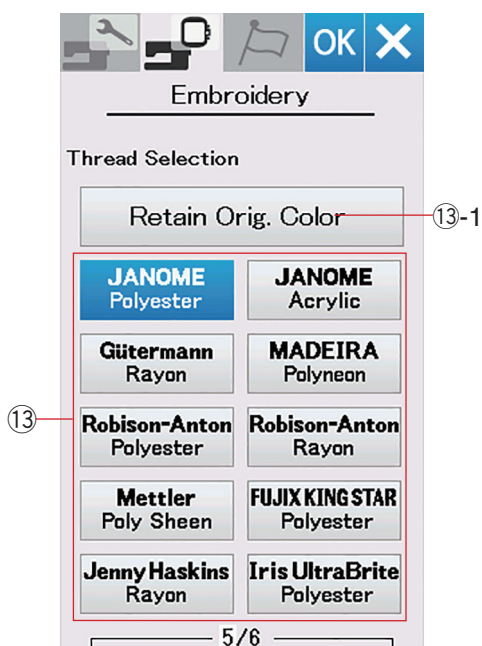 OK
Embroidery
Thread Selection
Retain Orig. Color
⑬-1
JANOME
Polyester
JANOME
Acrylic
Gütermann
Rayon
MADEIRA
Polyneon
⑬
Robison-Anton
Polyester
Robison-Anton
Rayon
Mettler
Poly Sheen
FUJIX KING STAR
Polyester
Jenny Haskins
Rayon
Iris UltraBrite
Polyester
5/6